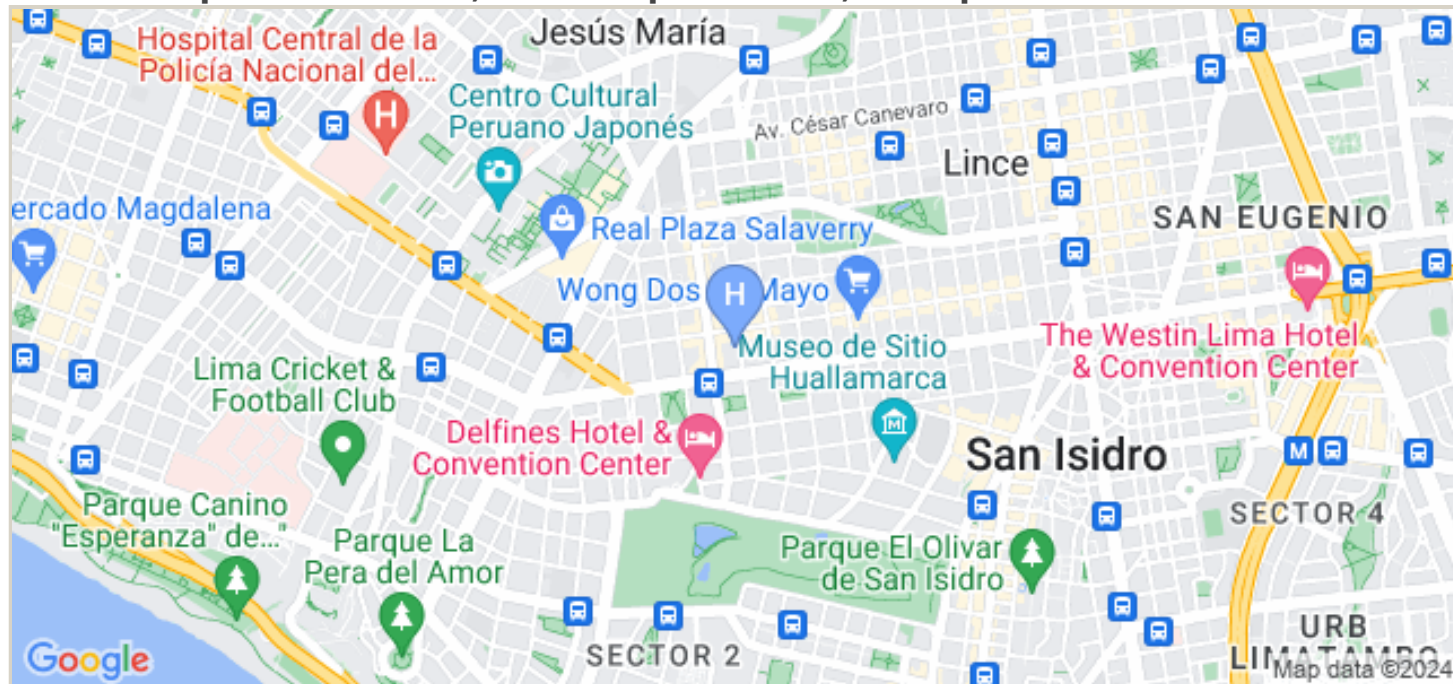 Jesús María
Hospital Central de la
Policía Nacional del...
H
Centro Cultural
Peruano Japonés
Av. César Canevaro
Lince
ercado Magdalena
SAN EUGENIO
Real Plaza Salaverry
Wong Dos
H
Mayo
The Westin Lima Hotel
& Convention Center
Museo de Sitio
Huallamarca
M
Lima Cricket &
Football Club
Delfines Hotel &
Convention Center
San Isidro
M
Parque Canino
"Esperanza" de..."
SECTOR 4
Parque La
Pera del Amor
Parque El Olivar
de San Isidro
SECTOR 2
URB
LIMATAMBO
Google
Map data ©2024